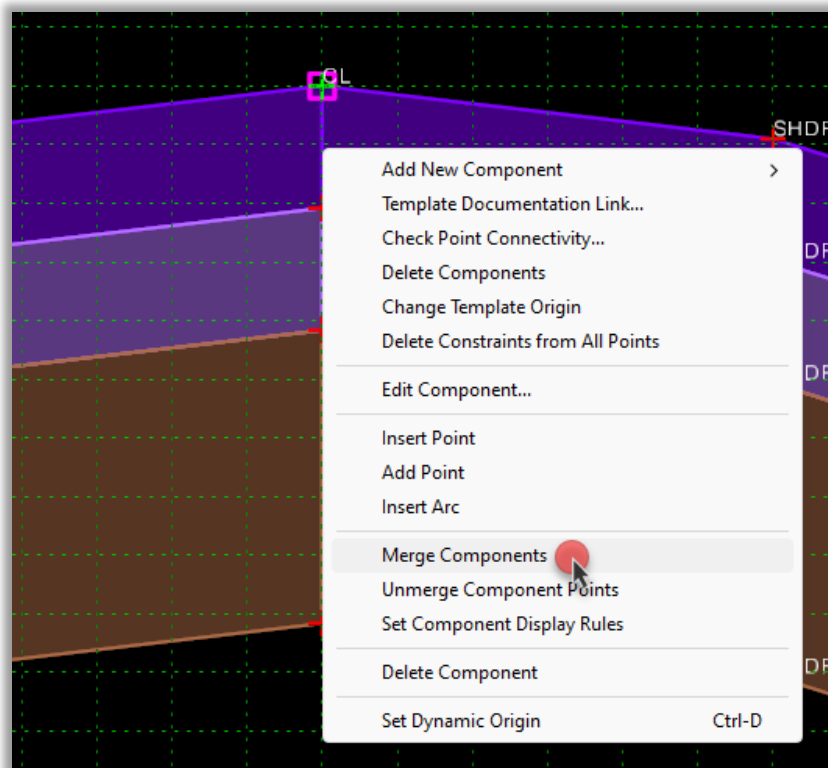 CL
SHDR
Add New Component
Template Documentation Link...
Check Point Connectivity...
Delete Components
Change Template Origin
Delete Constraints from All Points
Edit Component...
Insert Point
Add Point
Insert Arc
Merge Components
Unmerge Component Points
Set Component Display Rules
Delete Component
Set Dynamic Origin Ctrl-D